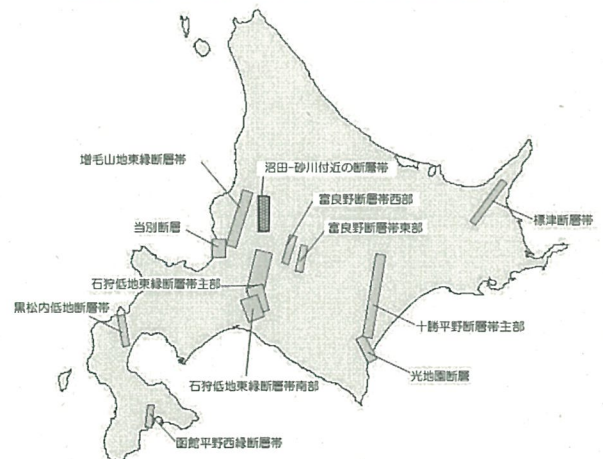 増毛山地東縁断層帯
沼田-砂川付近の断層帯
富良野断層帯西部
標津断層帯
当別断層
富良野断層帯東部
石狩低地東縁断層帯主部
黒松内低地断層帯
十勝平野断層帯主部
光地園断層
石狩低地東縁断層帯南部
函館平野西縁断層帯